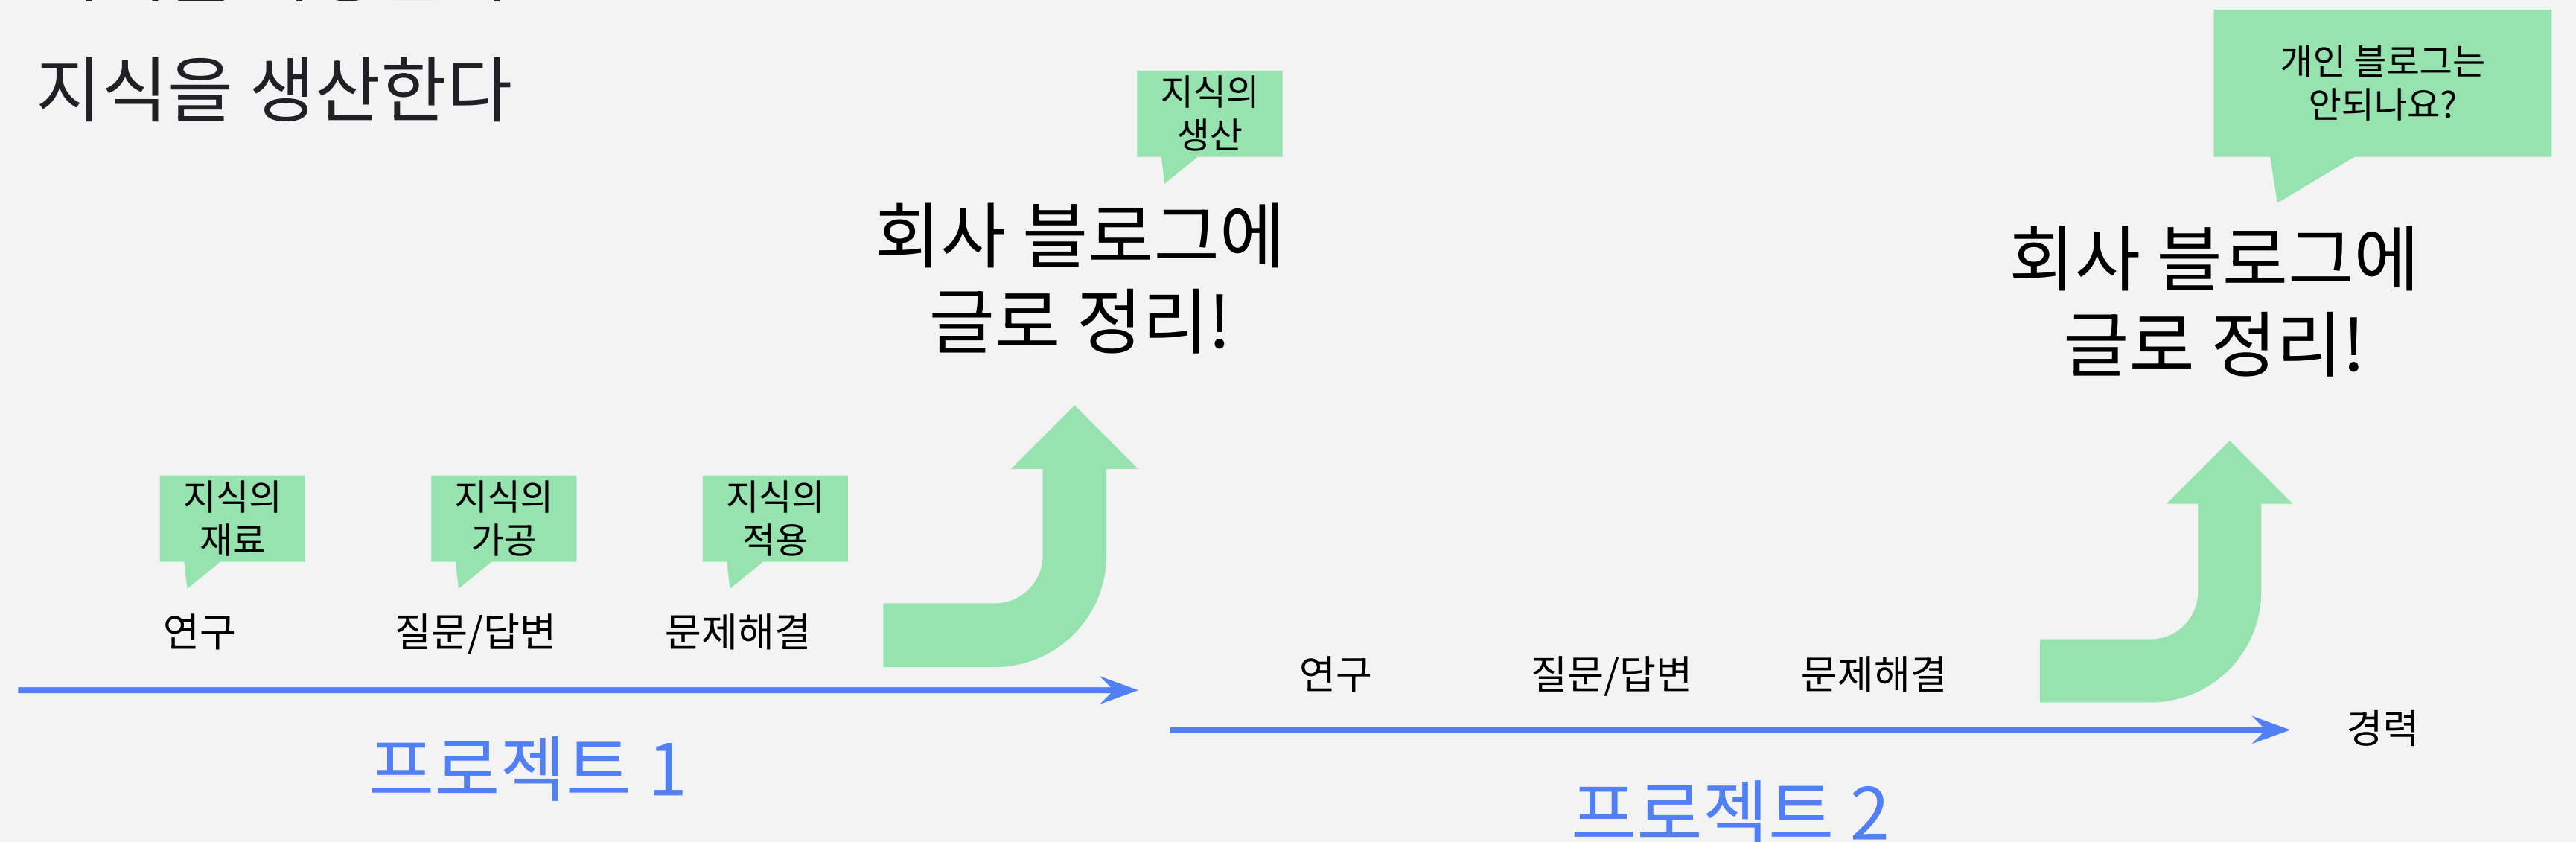 지식을 생산한다
지식의
생산
회사 블로그에
글로 정리!
개인 블로그는
안되나요?
회사 블로그에
글로 정리!
지식의
재료
지식의
가공
지식의
적용
연구
질문/답변
문제해결
프로젝트 1
연구
질문/답변
문제해결
경력
프로젝트 2